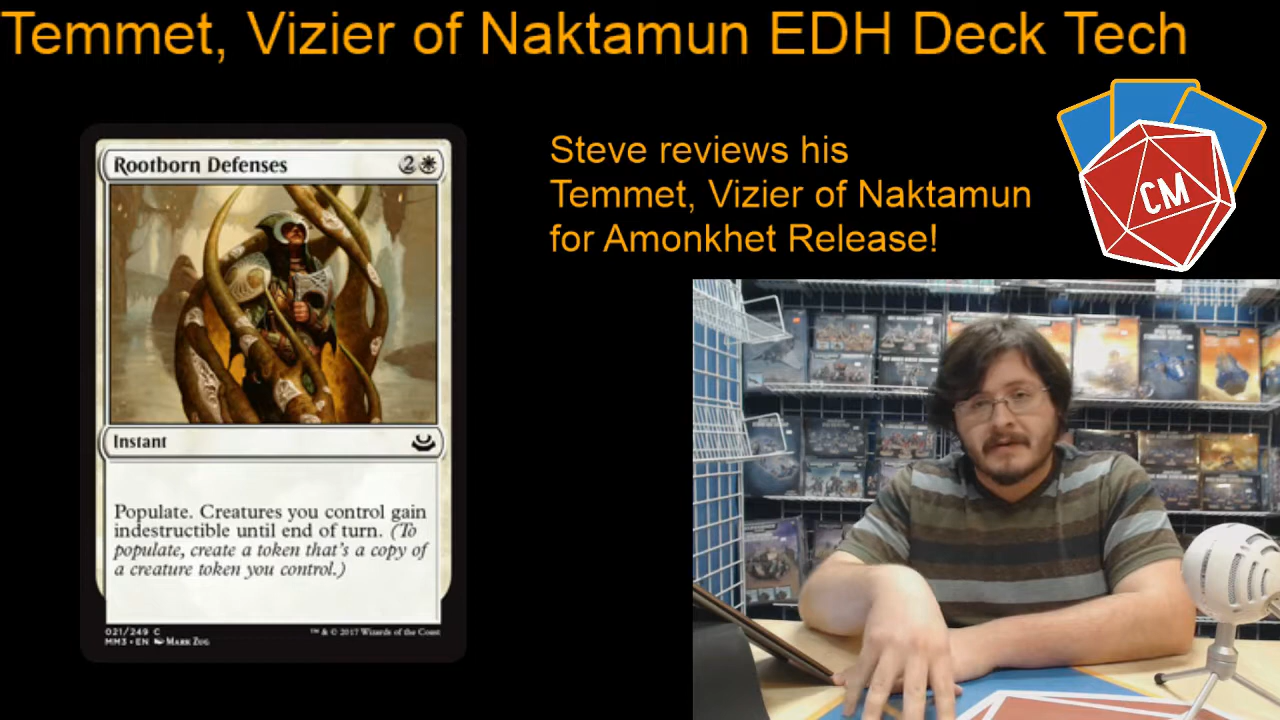 Temmet, Vizier of Naktamun EDH Deck Tech
Steve reviews his
Temmet, Vizier of Naktamun
for Amonkhet Release!
CM
Rootborn Defenses 2
Instant
Populate. Creatures you control gain
indestructible until end of turn. (To
populate, create a token that's a copy of
a creature token you control.)
021/249 C
MM3 • EN Mark Zug
™ & © 2017 Wizards of the Coast